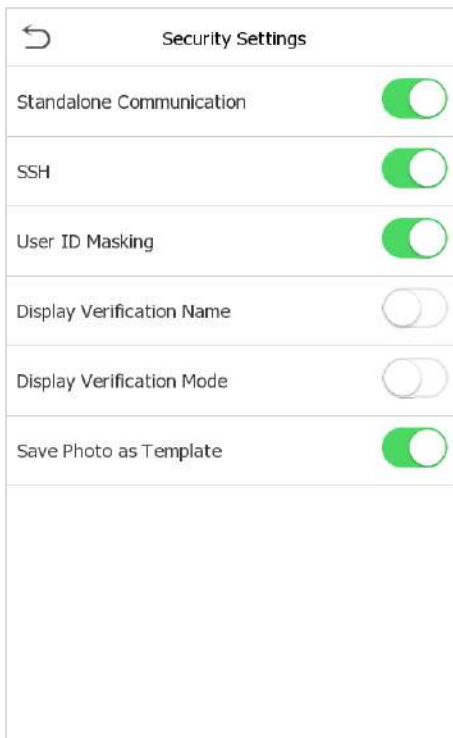 Security Settings
Standalone Communication
SSH
User ID Masking
Display Verification Name
Display Verification Mode
Save Photo as Template